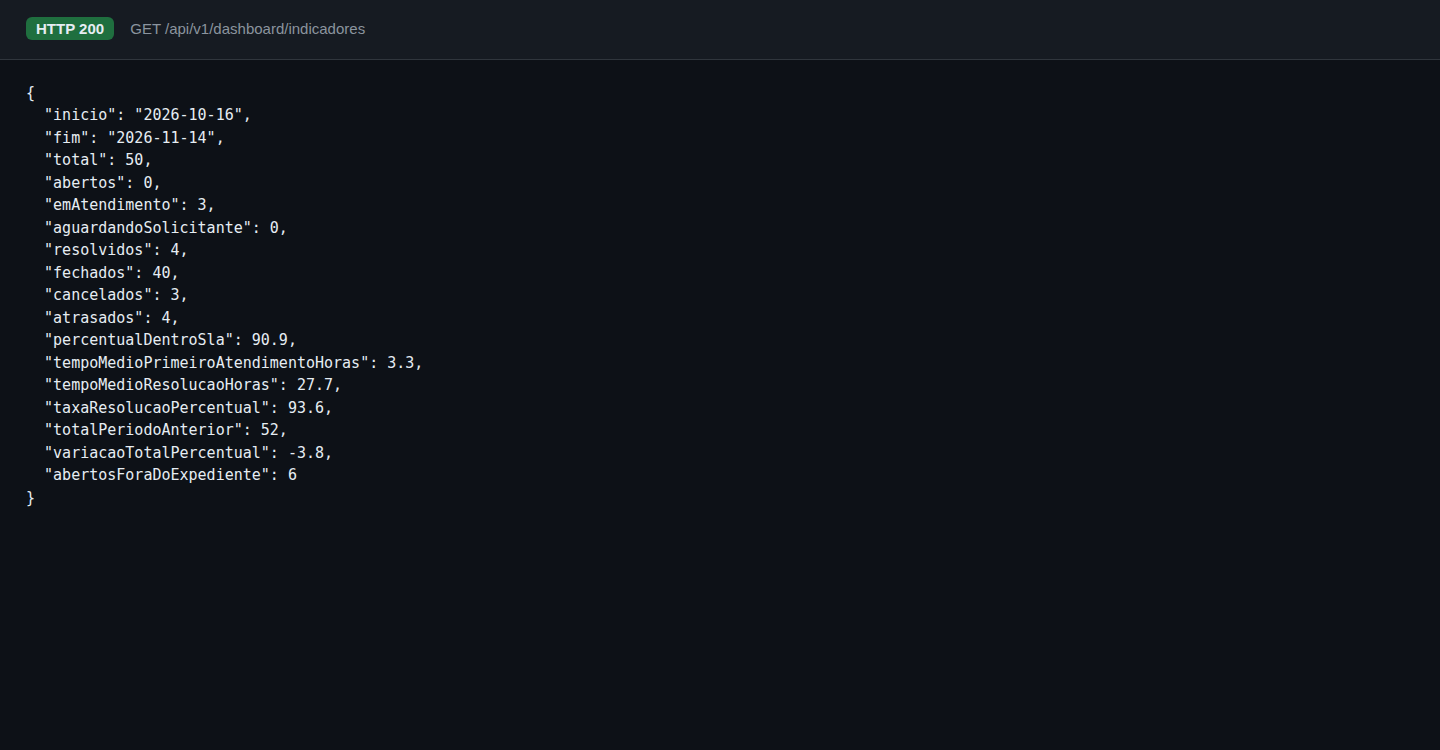 HTTP 200 GET /api/v1/dashboard/indicadores
{
  "inicio": "2026-10-16",
  "fim": "2026-11-14",
  "total": 50,
  "abertos": 0,
  "emAtendimento": 3,
  "aguardandoSolicitante": 0,
  "resolvidos": 4,
  "fechados": 40,
  "cancelados": 3,
  "atrasados": 4,
  "percentualDentroSla": 90.9,
  "tempoMedioPrimeiroAtendimentoHoras": 3.3,
  "tempoMedioResolucaoHoras": 27.7,
  "taxaResolucaoPercentual": 93.6,
  "totalPeriodoAnterior": 52,
  "variacaoTotalPercentual": -3.8,
  "abertosForaDoExpediente": 6
}